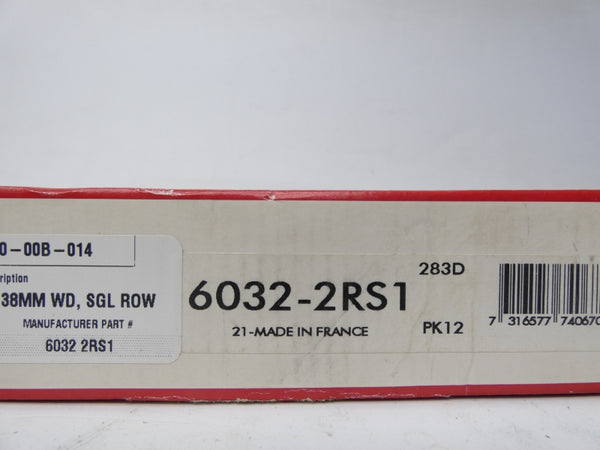 0-00B-014
ription
38MM WD, SGL ROW
MANUFACTURER PART #
6032 2RS1
6032-2RS1
21-MADE IN FRANCE
283D
PK12
7 316577 74067